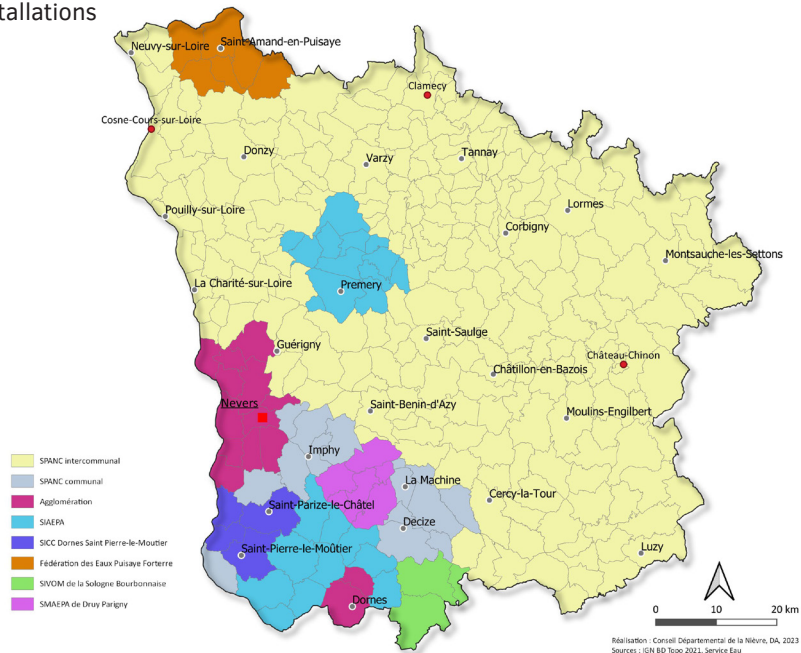 tallations
Neuvy-sur-Loire
Saint-Amand-en-Puisaye
Clamecy
Cosne-Cours-sur-Loire
Donzy
Varzy
Tannay
Pouilly-sur-Loire
Lormes
Corbigny
Montsauche-les-Settons
La Charité-sur-Loire
Premery
Saint-Saulge
Guérigny
Château-Chinon
Châtillon-en-Bazois
Nevers
Saint-Benin-d'Azy
Moulins-Engilbert
Imphy
La Machine
Cercy-la-Tour
Saint-Parize-le-Châtel
Decize
Saint-Pierre-le-Moûtier
Luzy
Dornes
SPANC intercommunal
SPANC communal
Agglomération
SIAEPA
SICC Dornes Saint Pierre-le-Moutier
Fédération des Eaux Puisaye Forterre
SIVOM de la Sologne Bourbonnaise
SMAEPA de Druy Parigny
0 10 20 km
Réalisation : Conseil Départemental de la Nièvre, DA, 2023
Sources : IGN BD Topo 2021, Service Eau